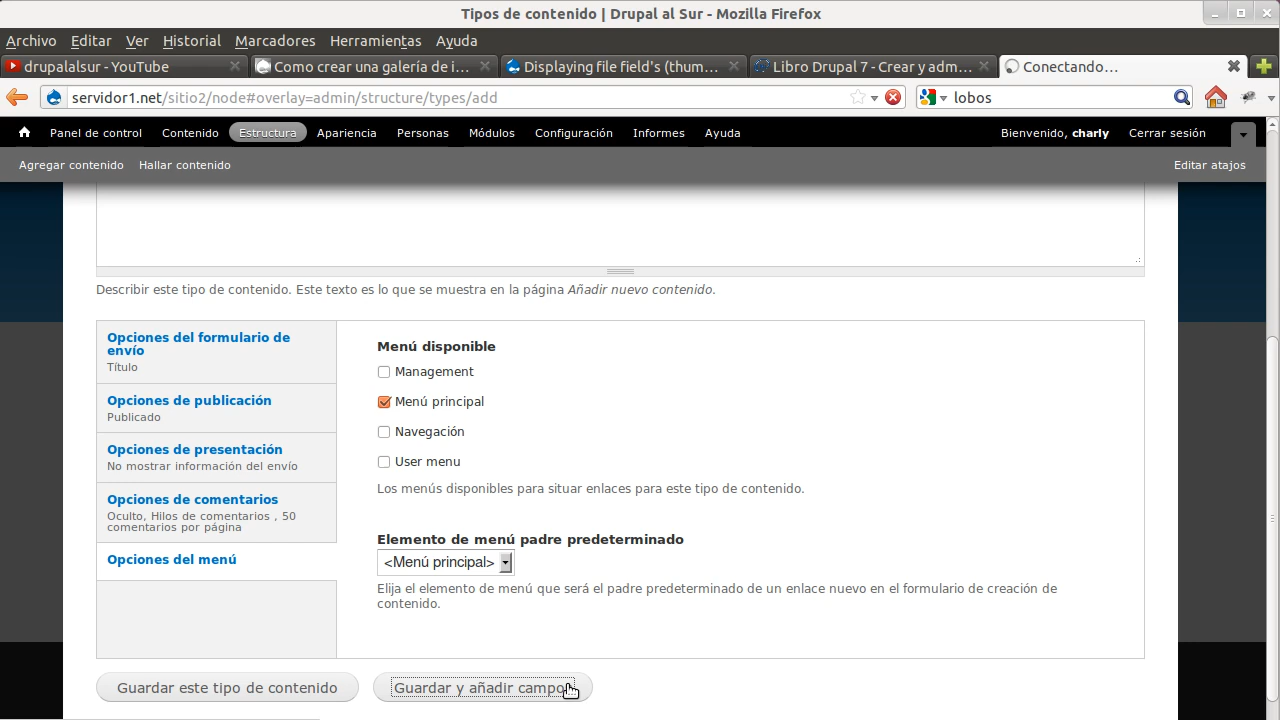 Tipos de contenido | Drupal al Sur - Mozilla Firefox
Archivo Editar Ver Historial Marcadores Herramientas Ayuda
drupalalsur - YouTube Como crear una galería de i... Displaying file field's (thum... Libro Drupal 7 - Crear y adm... Conectando...
servidor1.net/sitio2/node#overlay=admin/structure/types/add lobos
Panel de control Contenido Estructura Apariencia Personas Módulos Configuración Informes Ayuda Bienvenido, charly Cerrar sesión
Agregar contenido Hallar contenido Editar atajos
Describir este tipo de contenido. Este texto es lo que se muestra en la página Añadir nuevo contenido.
Opciones del formulario de
envío
Título
Opciones de publicación
Publicado
Opciones de presentación
No mostrar información del envío
Opciones de comentarios
Oculto, Hilos de comentarios , 50
comentarios por página
Opciones del menú
Menú disponible
Management
Menú principal
Navegación
User menu
Los menús disponibles para situar enlaces para este tipo de contenido.
Elemento de menú padre predeterminado
<Menú principal>
Elija el elemento de menú que será el padre predeterminado de un enlace nuevo en el formulario de creación de
contenido.
Guardar este tipo de contenido Guardar y añadir campo